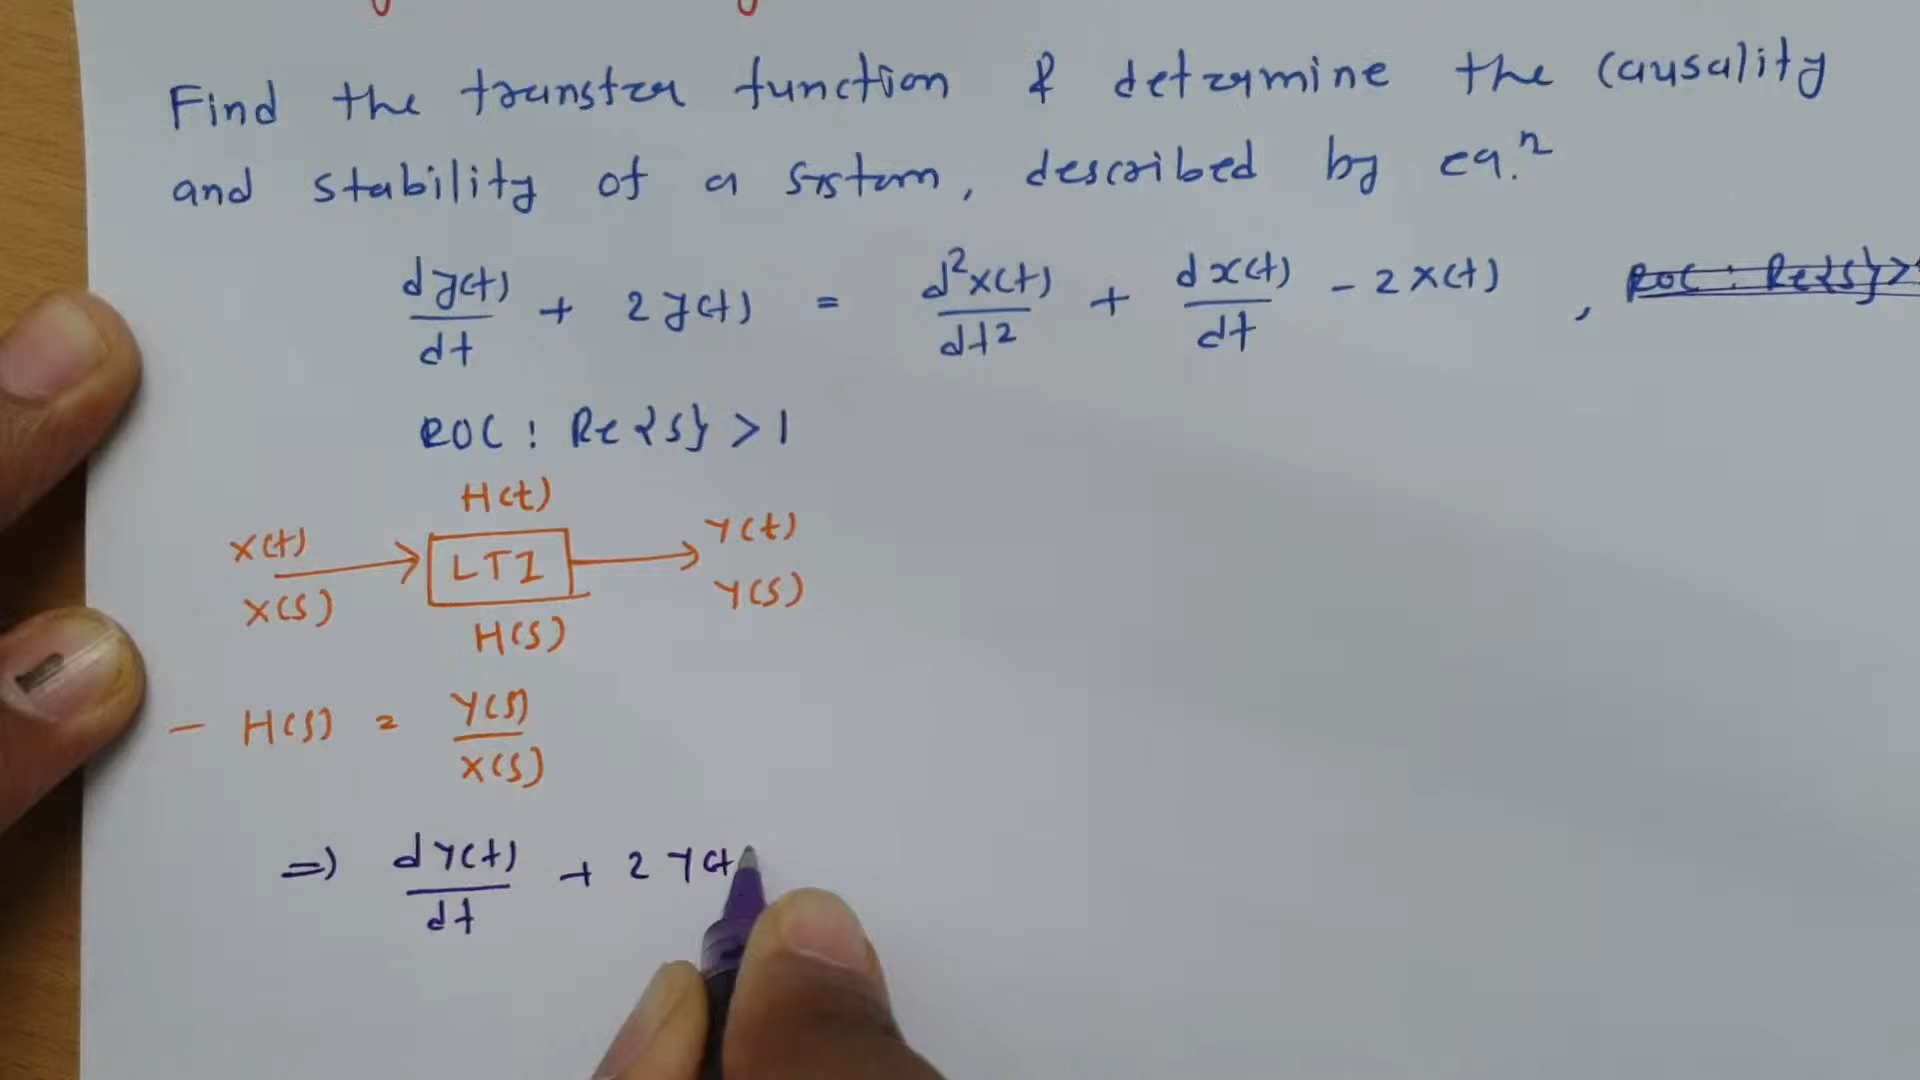 Find the transfer function & determine the causality
and stability of a system, described by eq.n
dy(t)/dt + 2y(t) = d²x(t)/dt² + dx(t)/dt - 2x(t) ,
ROC : Re{s} > 1
H(t)
x(t) LTI Y(t)
X(s) Y(s)
H(s)
- H(s) = Y(s)/X(s)
=> dY(t)/dt + 2Y(t